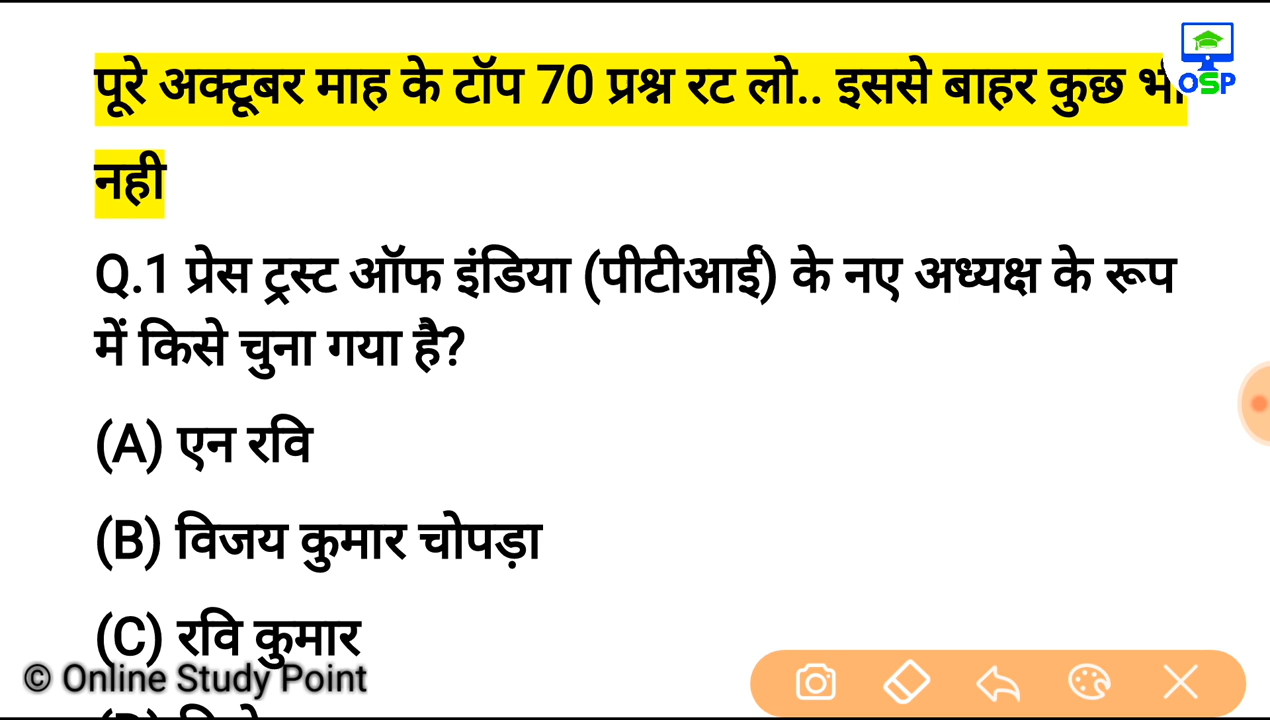 पूरे अक्टूबर माह के टॉप 70 प्रश्न रट लो.. इससे बाहर कुछ भी
OSP
नही
Q.1 प्रेस ट्रस्ट ऑफ इंडिया (पीटीआई) के नए अध्यक्ष के रूप
में किसे चुना गया है?
(A) एन रवि
(B) विजय कुमार चोपड़ा
(C) रवि कुमार
© Online Study Point